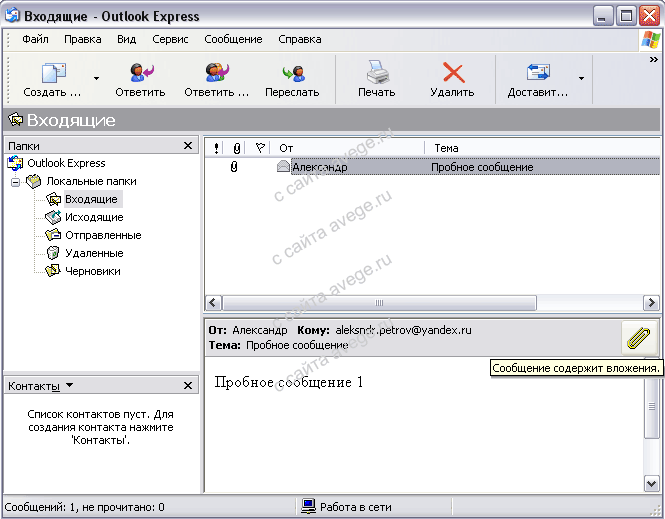 Входящие - Outlook Express
Файл Правка Вид Сервис Сообщение Справка
Создать ... Ответить Ответить ... Переслать Печать Удалить Доставит...
Входящие
Папки
Outlook Express
Локальные папки
Входящие
Исходящие
Отправленные
Удаленные
Черновики
От Тема
Александр Пробное сообщение
с сайта avege.ru
с сайта avege.ru
с сайта avege.ru
От: Александр Кому: aleksndr.petrov@yandex.ru
Тема: Пробное сообщение
Сообщение содержит вложения.
Пробное сообщение 1
с сайта avege.ru
Контакты
Список контактов пуст. Для
создания контакта нажмите
'Контакты'.
Сообщений: 1, не прочитано: 0 Работа в сети